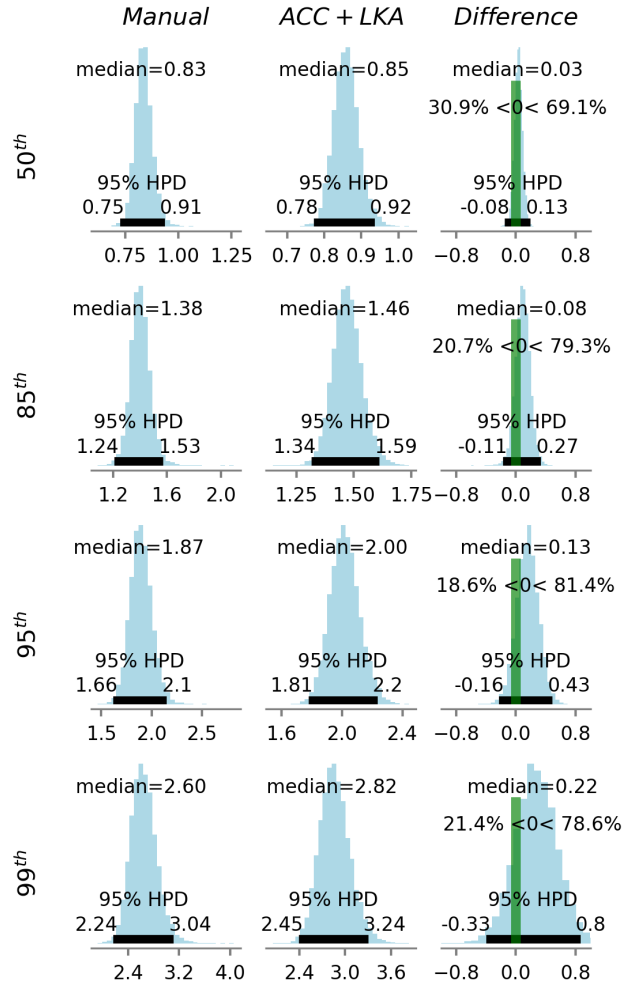 Manual ACC + LKA Difference
50th
median=0.83 median=0.85 median=0.03
30.9% <0< 69.1%
95% HPD 95% HPD 95% HPD
0.75 0.91 0.78 0.92 -0.08 0.13
0.75 1.00 1.25 0.7 0.8 0.9 1.0 −0.8 0.0 0.8
85th
median=1.38 median=1.46 median=0.08
20.7% <0< 79.3%
95% HPD 95% HPD 95% HPD
1.24 1.53 1.34 1.59 -0.11 0.27
1.2 1.6 2.0 1.25 1.50 1.75 −0.8 0.0 0.8
95th
median=1.87 median=2.00 median=0.13
18.6% <0< 81.4%
95% HPD 95% HPD 95% HPD
1.66 2.1 1.81 2.2 -0.16 0.43
1.5 2.0 2.5 1.6 2.0 2.4 −0.8 0.0 0.8
99th
median=2.60 median=2.82 median=0.22
21.4% <0< 78.6%
95% HPD 95% HPD 95% HPD
2.24 3.04 2.45 3.24 -0.33 0.8
2.4 3.2 4.0 2.4 3.0 3.6 −0.8 0.0 0.8